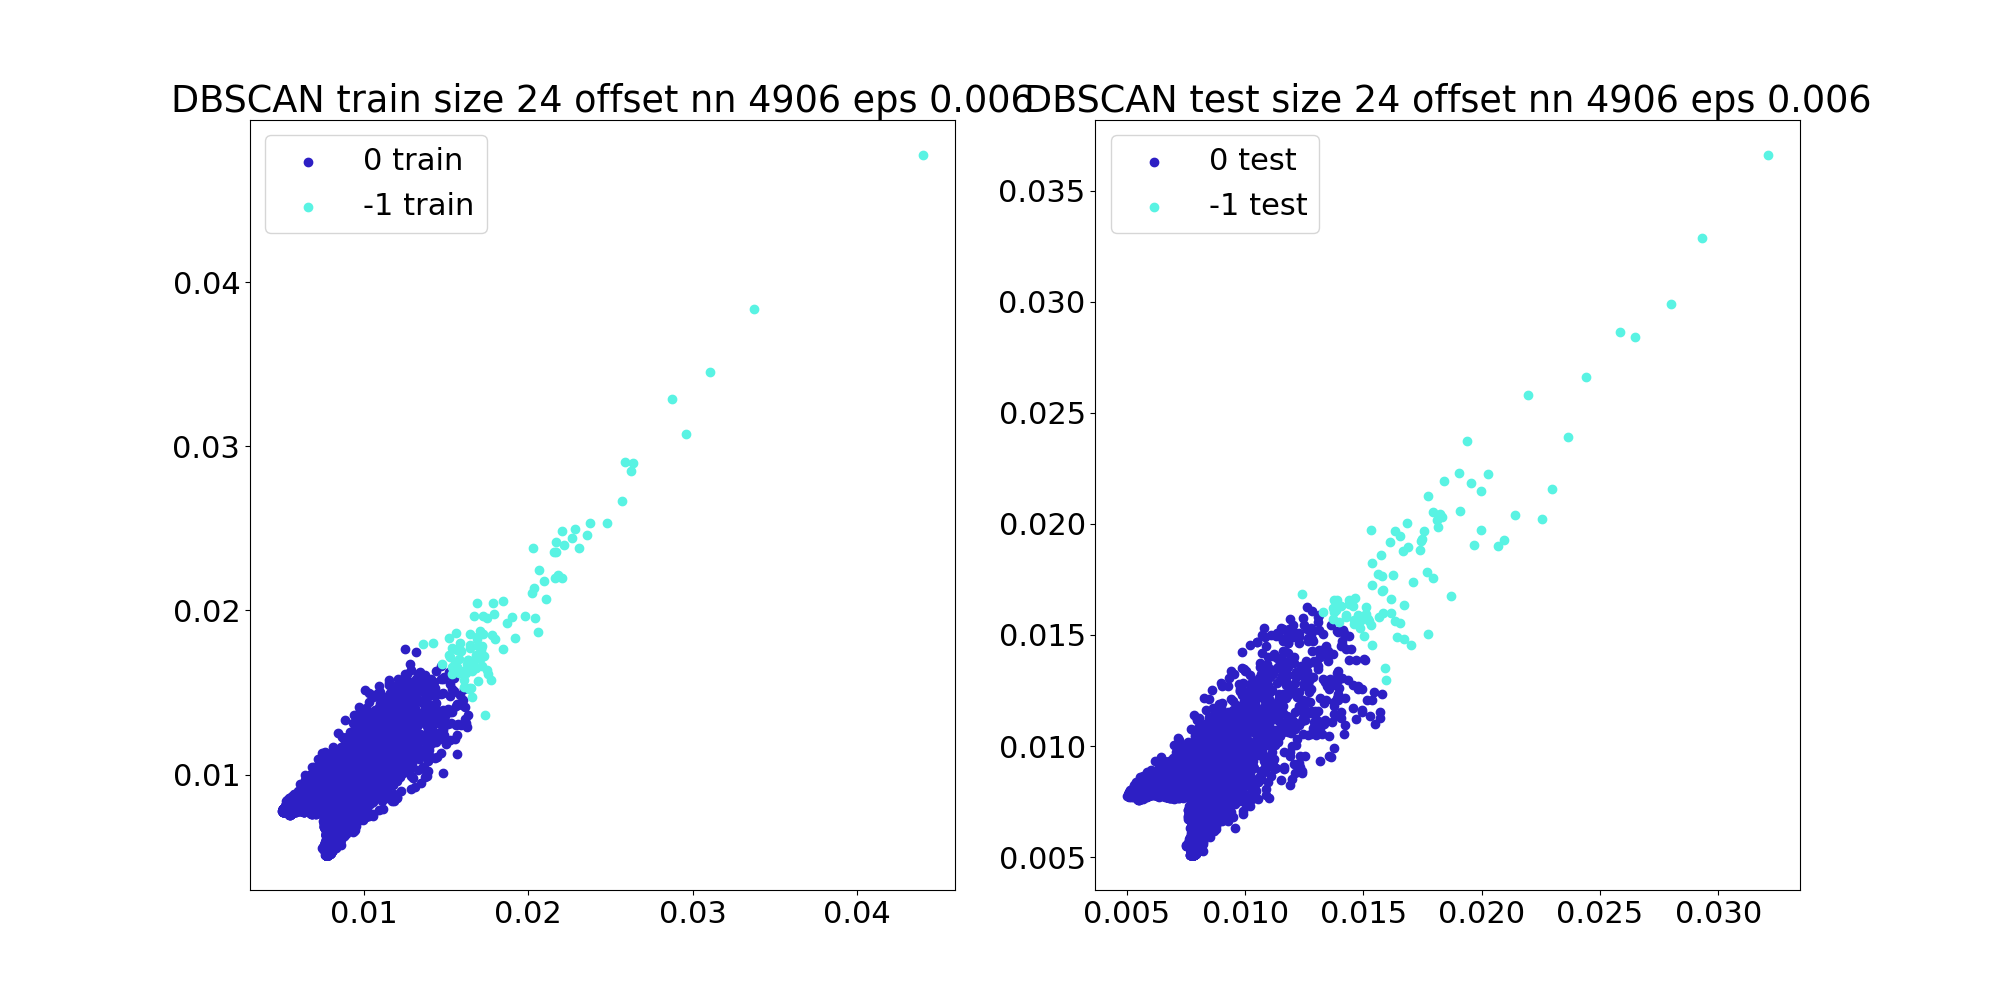 DBSCAN train size 24 offset nn 4906 eps 0.006
0 train
-1 train
0.04
0.03
0.02
0.01
0.01 0.02 0.03 0.04
DBSCAN test size 24 offset nn 4906 eps 0.006
0 test
-1 test
0.035
0.030
0.025
0.020
0.015
0.010
0.005
0.005 0.010 0.015 0.020 0.025 0.030